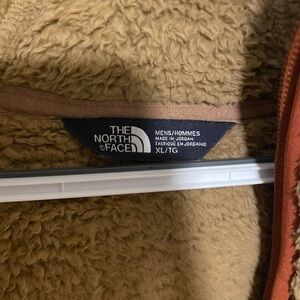 THE
NORTH
FACE
MENS/HOMMES
MADE IN JORDAN
FABRIQUÉ EN JORDANIE
XL/TG